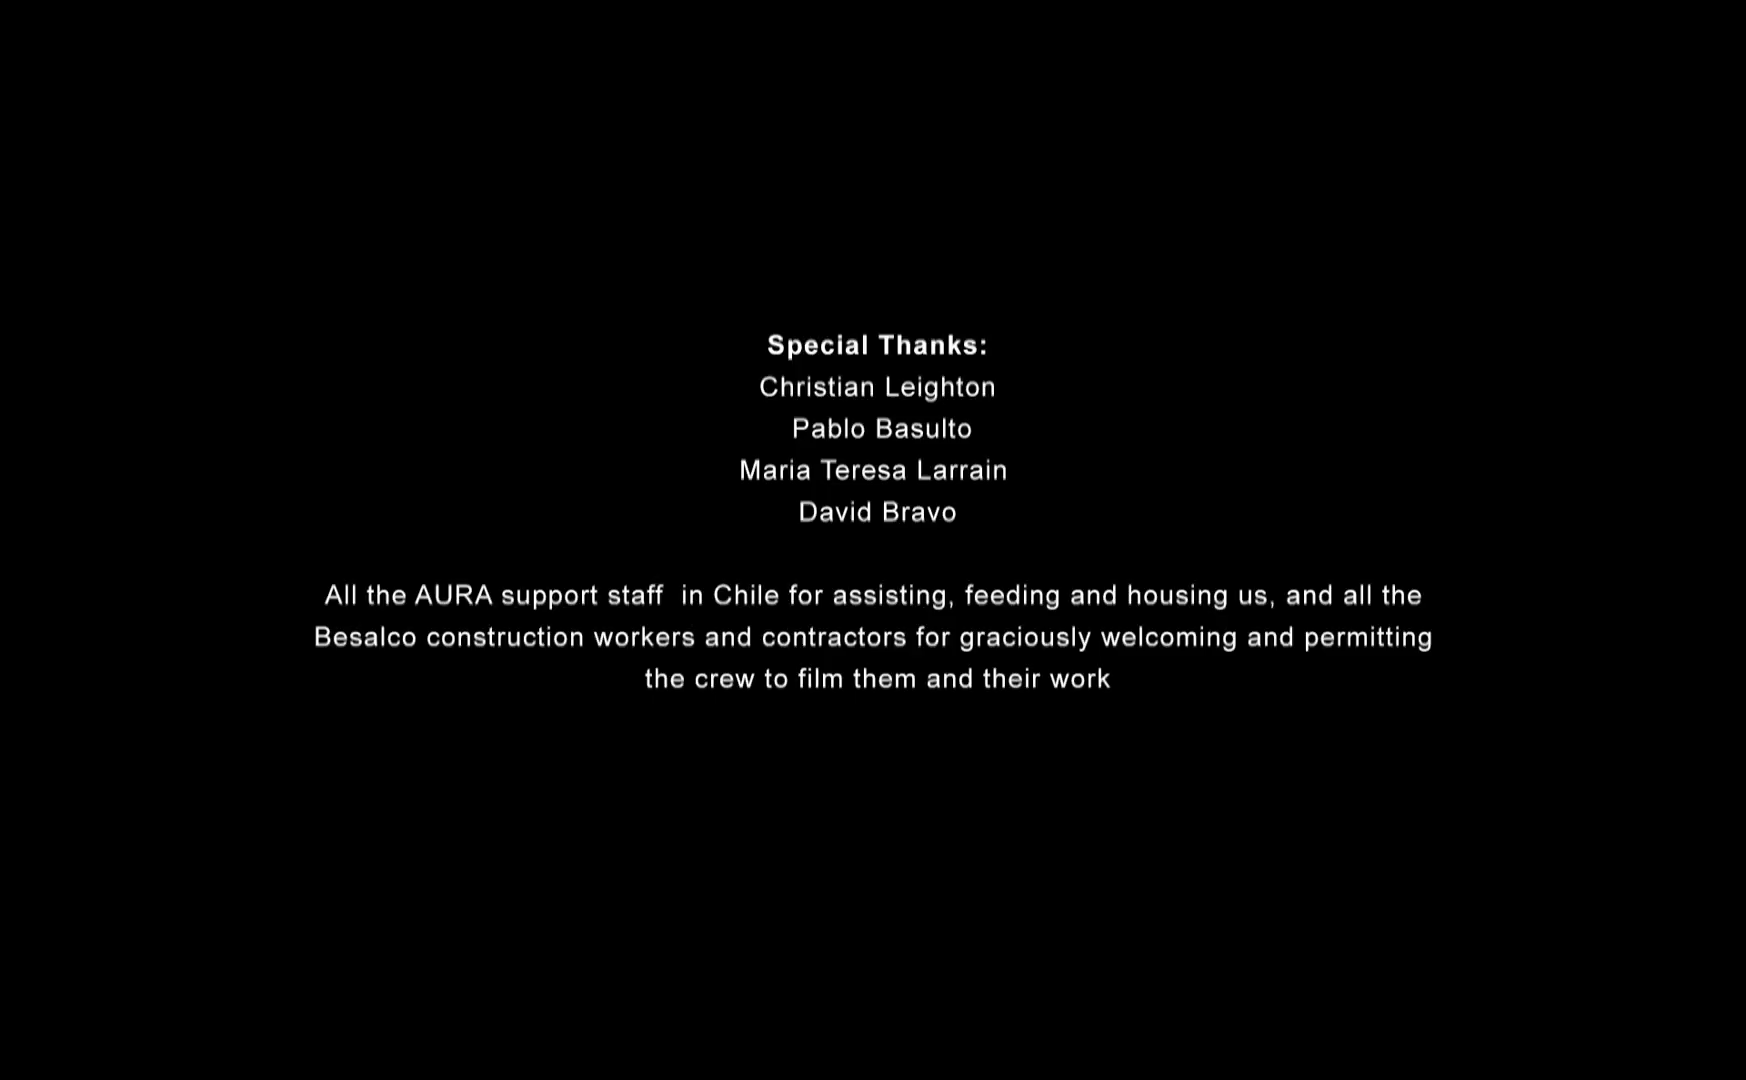 Special Thanks:
Christian Leighton
Pablo Basulto
Maria Teresa Larrain
David Bravo
All the AURA support staff  in Chile for assisting, feeding and housing us, and all the
Besalco construction workers and contractors for graciously welcoming and permitting
the crew to film them and their work